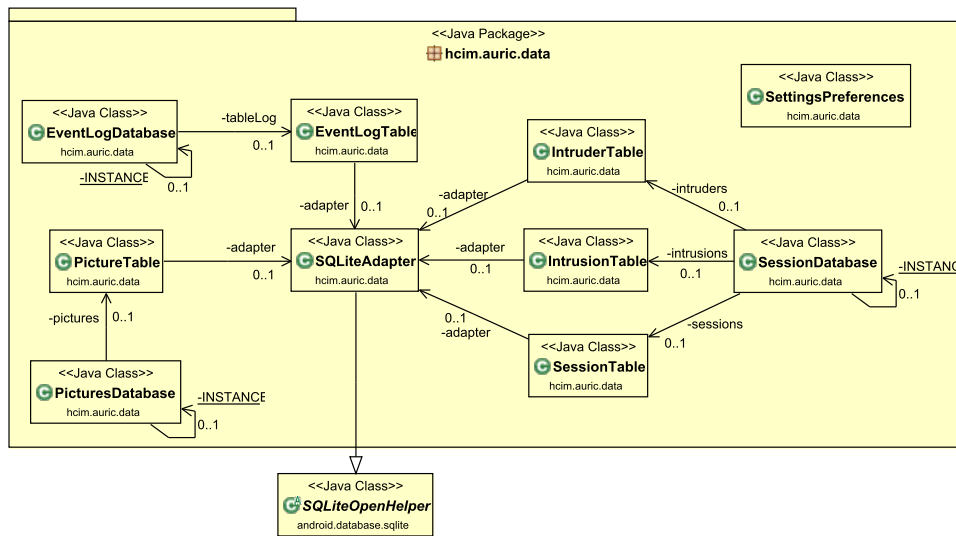 <<Java Package>>
hcim.auric.data
<<Java Class>>
SettingsPreferences
hcim.auric.data
<<Java Class>>
EventLogDatabase
hcim.auric.data
-tableLog
0..1
<<Java Class>>
EventLogTable
hcim.auric.data
-INSTANCE
0..1
<<Java Class>>
IntruderTable
hcim.auric.data
-adapter
0..1
-adapter
0..1
-intruders
0..1
<<Java Class>>
PictureTable
hcim.auric.data
-adapter
0..1
<<Java Class>>
SQLiteAdapter
hcim.auric.data
-adapter
0..1
<<Java Class>>
IntrusionTable
hcim.auric.data
-intrusions
0..1
<<Java Class>>
SessionDatabase
hcim.auric.data
-INSTANC
0..1
-pictures
0..1
0..1
-adapter
-sessions
0..1
<<Java Class>>
SessionTable
hcim.auric.data
<<Java Class>>
PicturesDatabase
hcim.auric.data
-INSTANCE
0..1
<<Java Class>>
SQLiteOpenHelper
android.database.sqlite